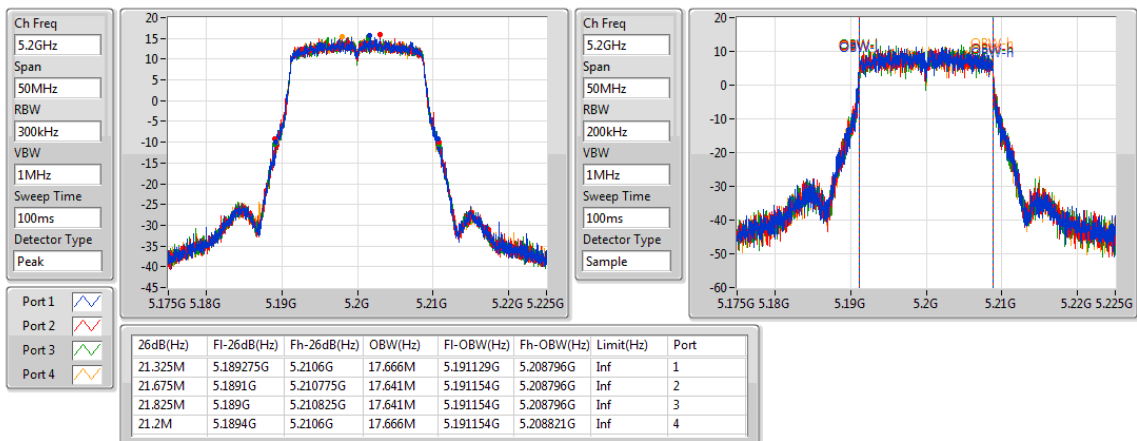 Ch Freq
5.2GHz
Span
50MHz
RBW
300kHz
VBW
1MHz
Sweep Time
100ms
Detector Type
Peak
20
15
10
5
0
-5
-10
-15
-20
-25
-30
-35
-40
-45
5.175G 5.18G 5.19G 5.2G 5.21G 5.22G 5.225G
Ch Freq
5.2GHz
Span
50MHz
RBW
200kHz
VBW
1MHz
Sweep Time
100ms
Detector Type
Sample
20
10
0
-10
-20
-30
-40
-50
-60
OBW-l
OBW-h
OBW-h
5.175G 5.18G 5.19G 5.2G 5.21G 5.22G 5.225G
Port 1
Port 2
Port 3
Port 4
26dB(Hz) Fl-26dB(Hz) Fh-26dB(Hz) OBW(Hz) Fl-OBW(Hz) Fh-OBW(Hz) Limit(Hz) Port
21.325M 5.189275G 5.2106G 17.666M 5.191129G 5.208796G Inf 1
21.675M 5.1891G 5.210775G 17.641M 5.191154G 5.208796G Inf 2
21.825M 5.189G 5.210825G 17.641M 5.191154G 5.208796G Inf 3
21.2M 5.1894G 5.2106G 17.666M 5.191154G 5.208821G Inf 4